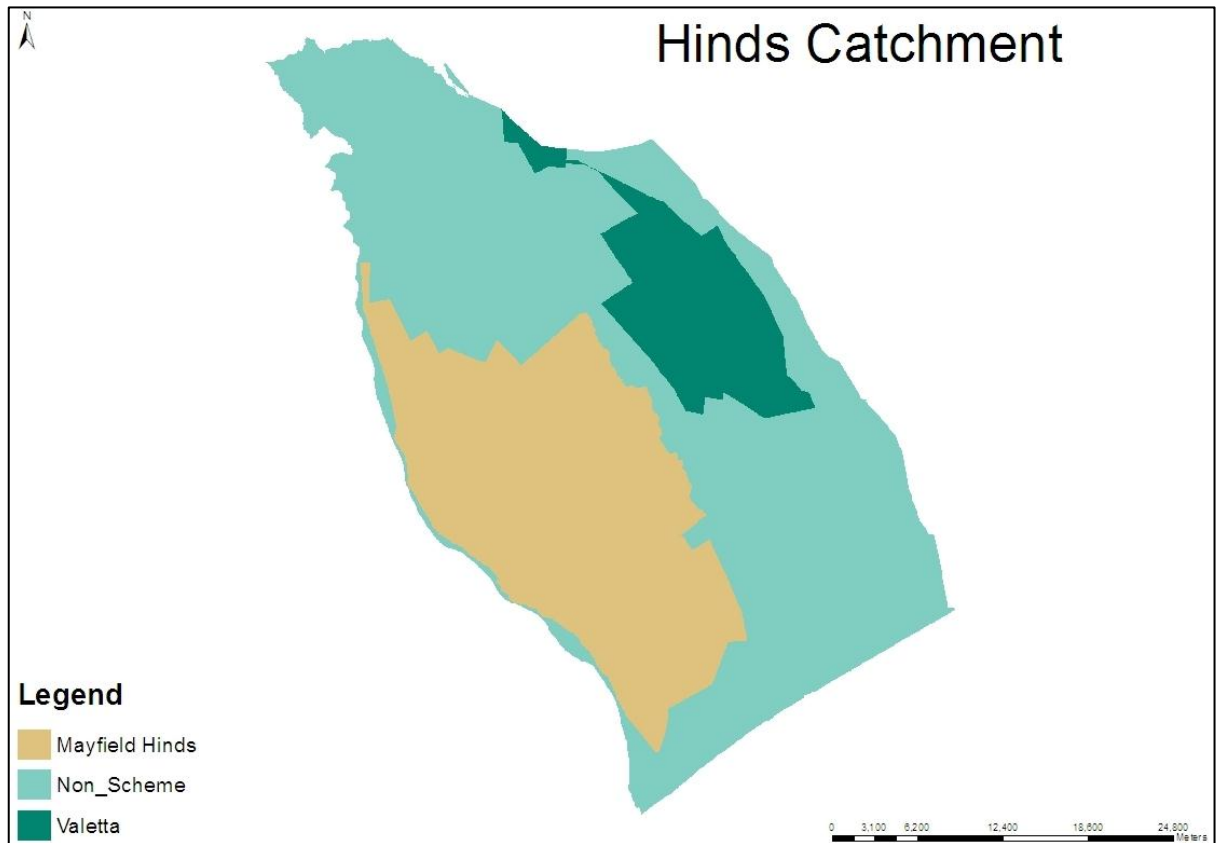 N
Hinds Catchment
Legend
Mayfield Hinds
Non_Scheme
Valetta
0 3,100 6,200 12,400 18,600 24,800
Meters